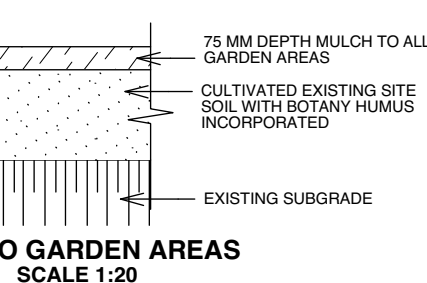 75 MM DEPTH MULCH TO ALL
GARDEN AREAS
CULTIVATED EXISTING SITE
SOIL WITH BOTANY HUMUS
INCORPORATED
EXISTING SUBGRADE
O GARDEN AREAS
SCALE 1:20